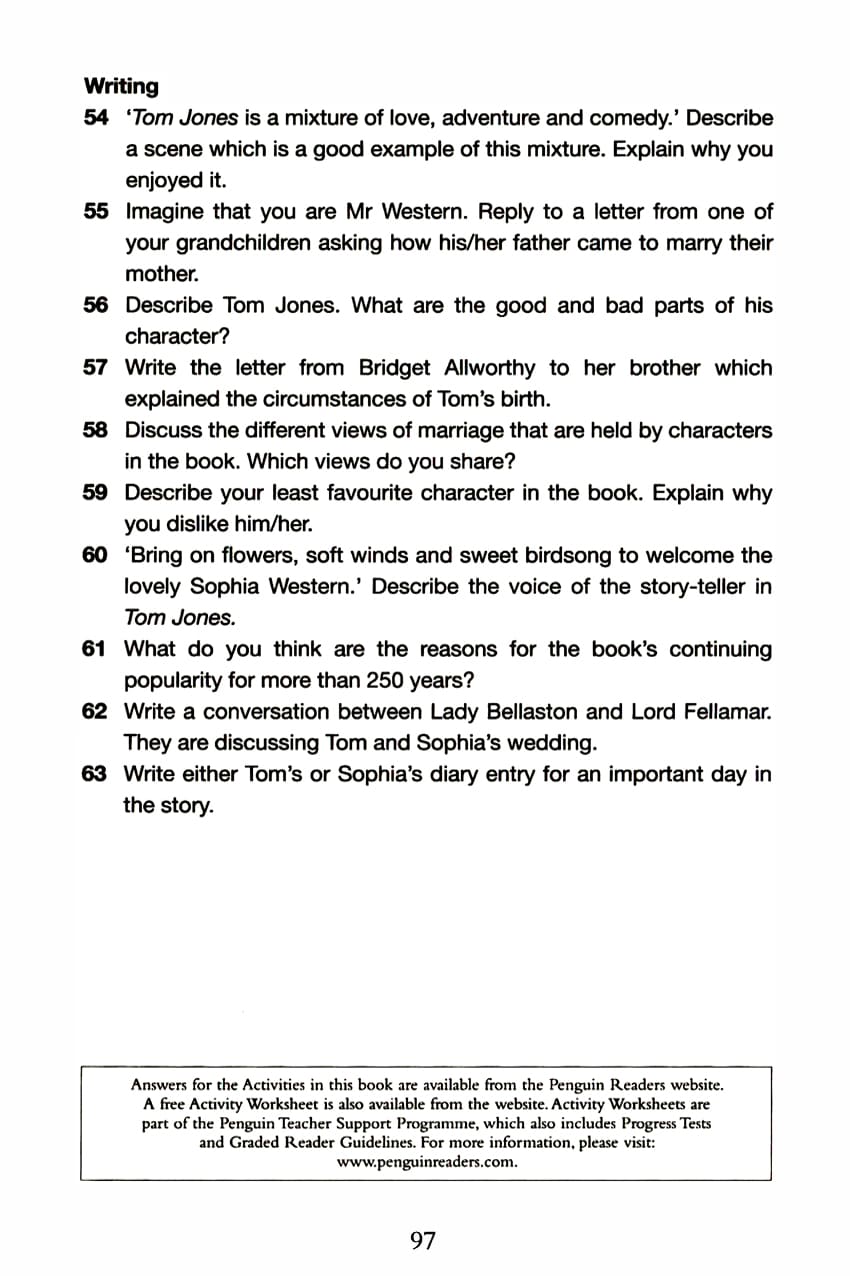 Writing
54 ‘Tom Jones is a mixture of love, adventure and comedy.’ Describe
a scene which is a good example of this mixture. Explain why you
enjoyed it.
55 Imagine that you are Mr Western. Reply to a letter from one of
your grandchildren asking how his/her father came to marry their
mother.
56 Describe Tom Jones. What are the good and bad parts of his
character?
57 Write the letter from Bridget Allworthy to her brother which
explained the circumstances of Tom’s birth.
58 Discuss the different views of marriage that are held by characters
in the book. Which views do you share?
59 Describe your least favourite character in the book. Explain why
you dislike him/her.
60 ‘Bring on flowers, soft winds and sweet birdsong to welcome the
lovely Sophia Western.’ Describe the voice of the story-teller in
Tom Jones.
61 What do you think are the reasons for the book’s continuing
popularity for more than 250 years?
62 Write a conversation between Lady Bellaston and Lord Fellamar.
They are discussing Tom and Sophia’s wedding.
63 Write either Tom’s or Sophia’s diary entry for an important day in
the story.
Answers for the Activities in this book are available from the Penguin Readers website.
A free Activity Worksheet is also available from the website. Activity Worksheets are
part of the Penguin Teacher Support Programme, which also includes Progress Tests
and Graded Reader Guidelines. For more information, please visit:
www.penguinreaders.com.
97